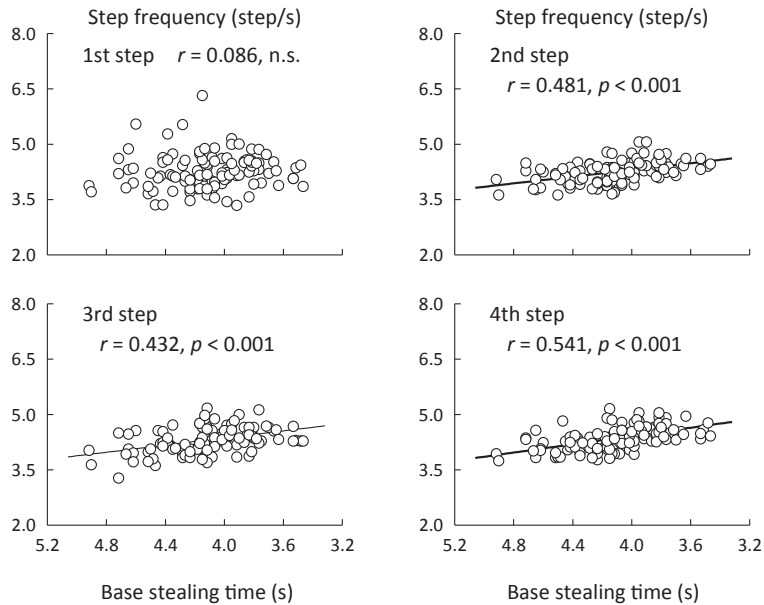 Step frequency (step/s)
Step frequency (step/s)
8.0
1st step r = 0.086, n.s.
6.5
5.0
3.5
2.0
8.0
2nd step
r = 0.481, p < 0.001
6.5
5.0
3.5
2.0
8.0
3rd step
r = 0.432, p < 0.001
6.5
5.0
3.5
2.0
5.2 4.8 4.4 4.0 3.6 3.2
Base stealing time (s)
8.0
4th step
r = 0.541, p < 0.001
6.5
5.0
3.5
2.0
5.2 4.8 4.4 4.0 3.6 3.2
Base stealing time (s)